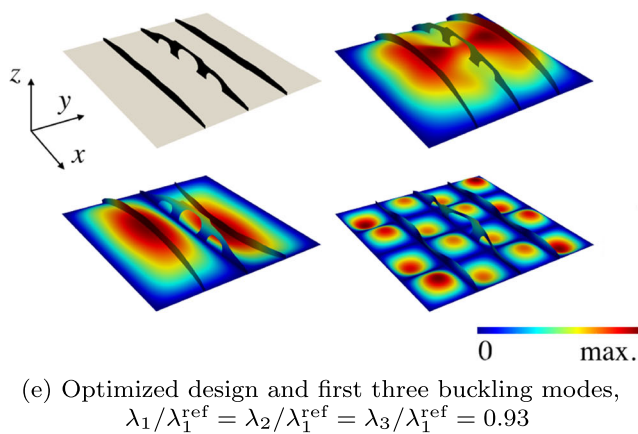 z
y
x
0 max.
(e) Optimized design and first three buckling modes,
λ₁/λ₁ʳᵉᶠ = λ₂/λ₁ʳᵉᶠ = λ₃/λ₁ʳᵉᶠ = 0.93